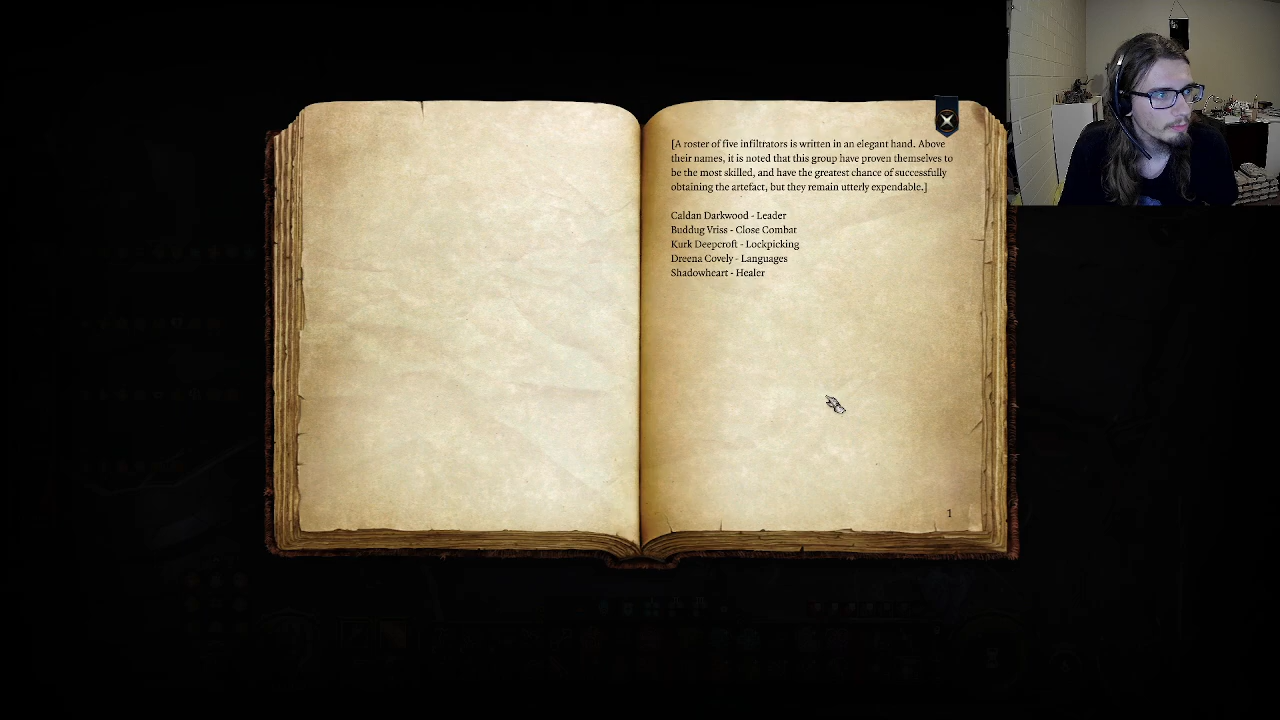 [A roster of five infiltrators is written in an elegant hand. Above
their names, it is noted that this group have proven themselves to
be the most skilled, and have the greatest chance of successfully
obtaining the artefact, but they remain utterly expendable.]
Caldan Darkwood - Leader
Buddug Vriss - Close Combat
Kurk Deepcroft - Lockpicking
Dreena Covely - Languages
Shadowheart - Healer
1